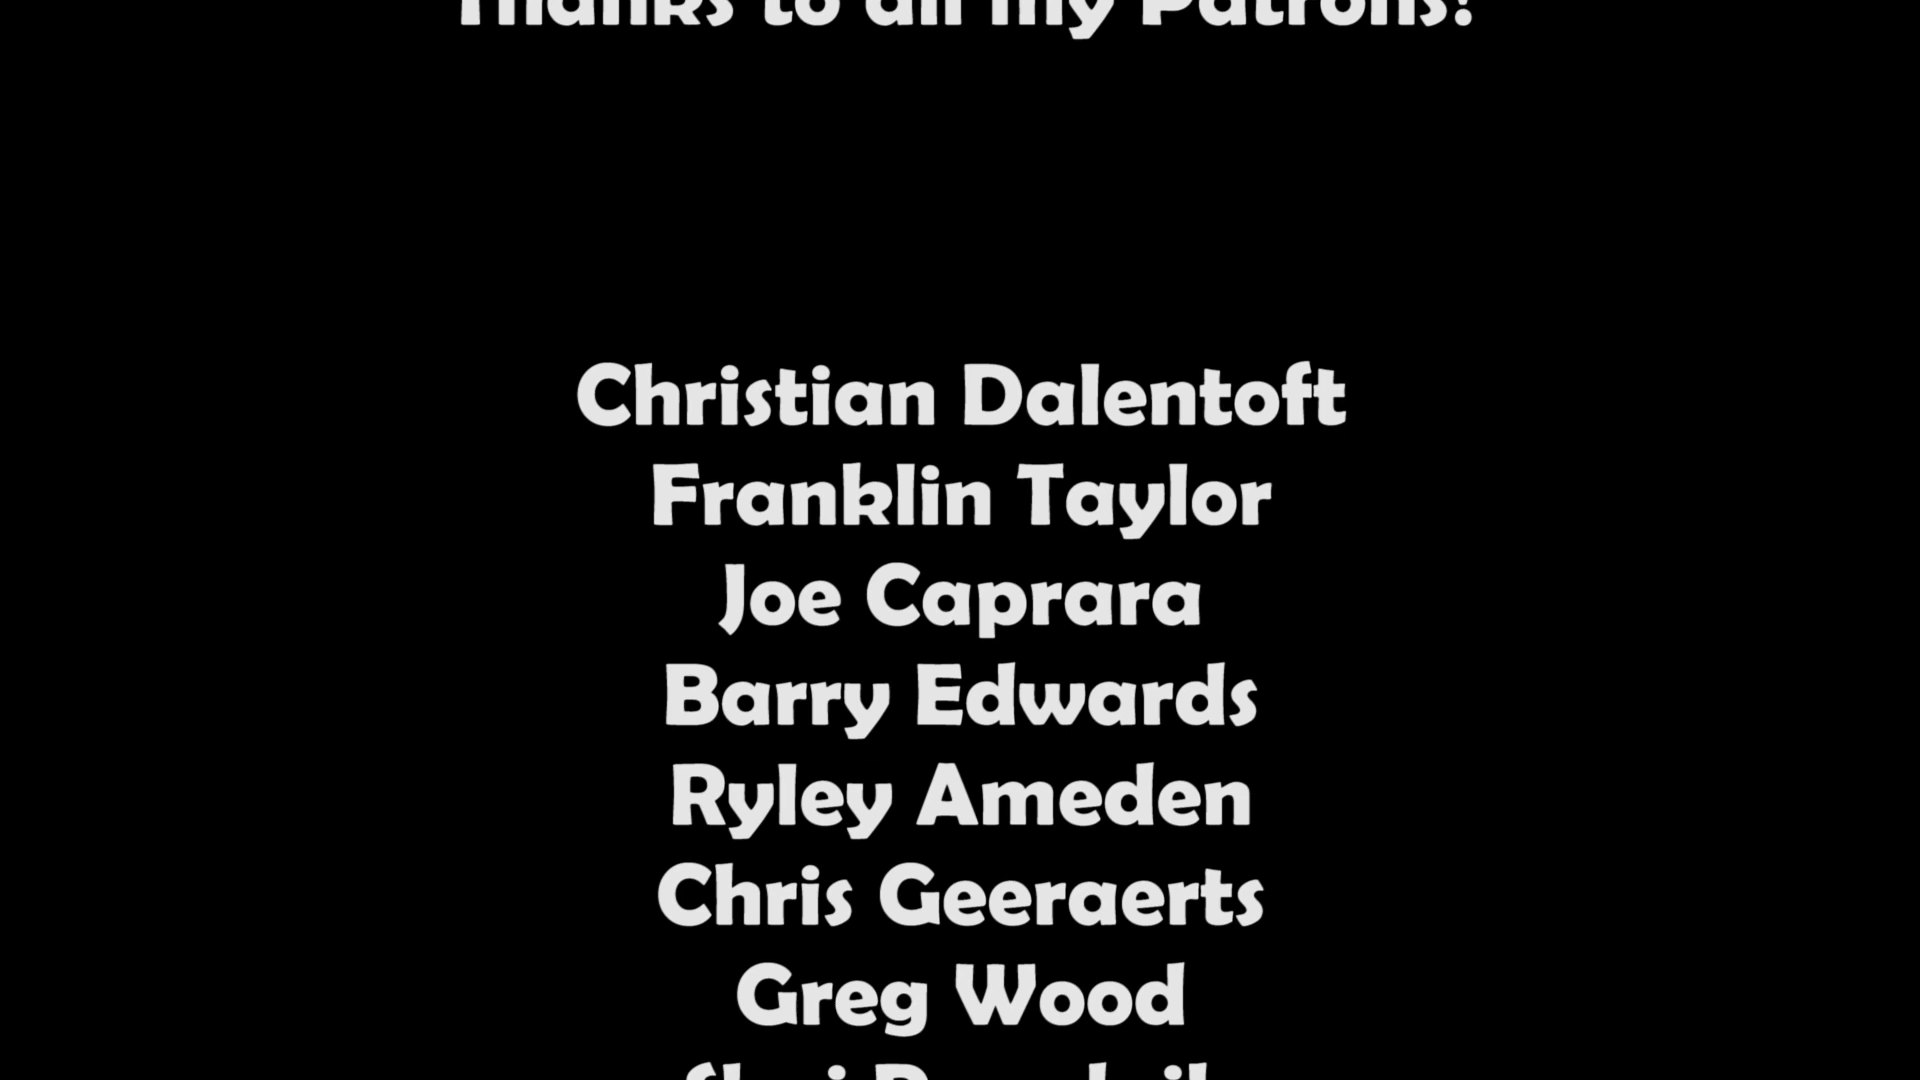 Thanks to all my Patrons!
Christian Dalentoft
Franklin Taylor
Joe Caprara
Barry Edwards
Ryley Ameden
Chris Geeraerts
Greg Wood